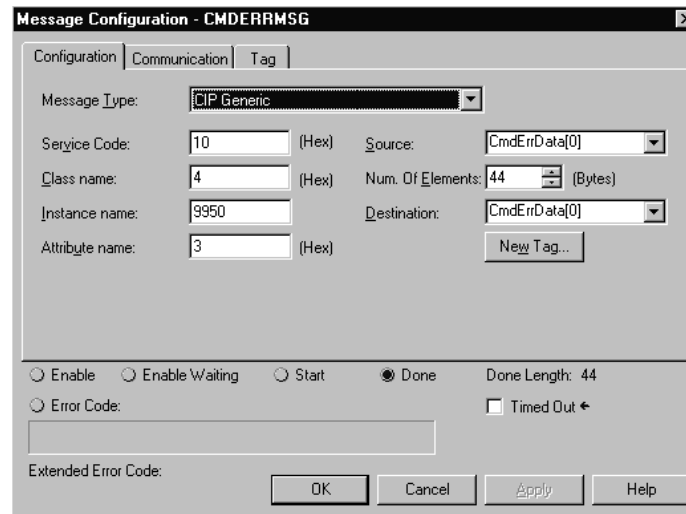 Message Configuration - CMDERRMSG
Configuration Communication Tag
Message Type: CIP Generic
Service Code: 10 (Hex) Source: CmdErrData[0]
Class name: 4 (Hex) Num. Of Elements: 44 (Bytes)
Instance name: 9950 Destination: CmdErrData[0]
Attribute name: 3 (Hex) New Tag...
Enable Enable Waiting Start Done Done Length: 44
Error Code: Timed Out
Extended Error Code:
OK Cancel Apply Help